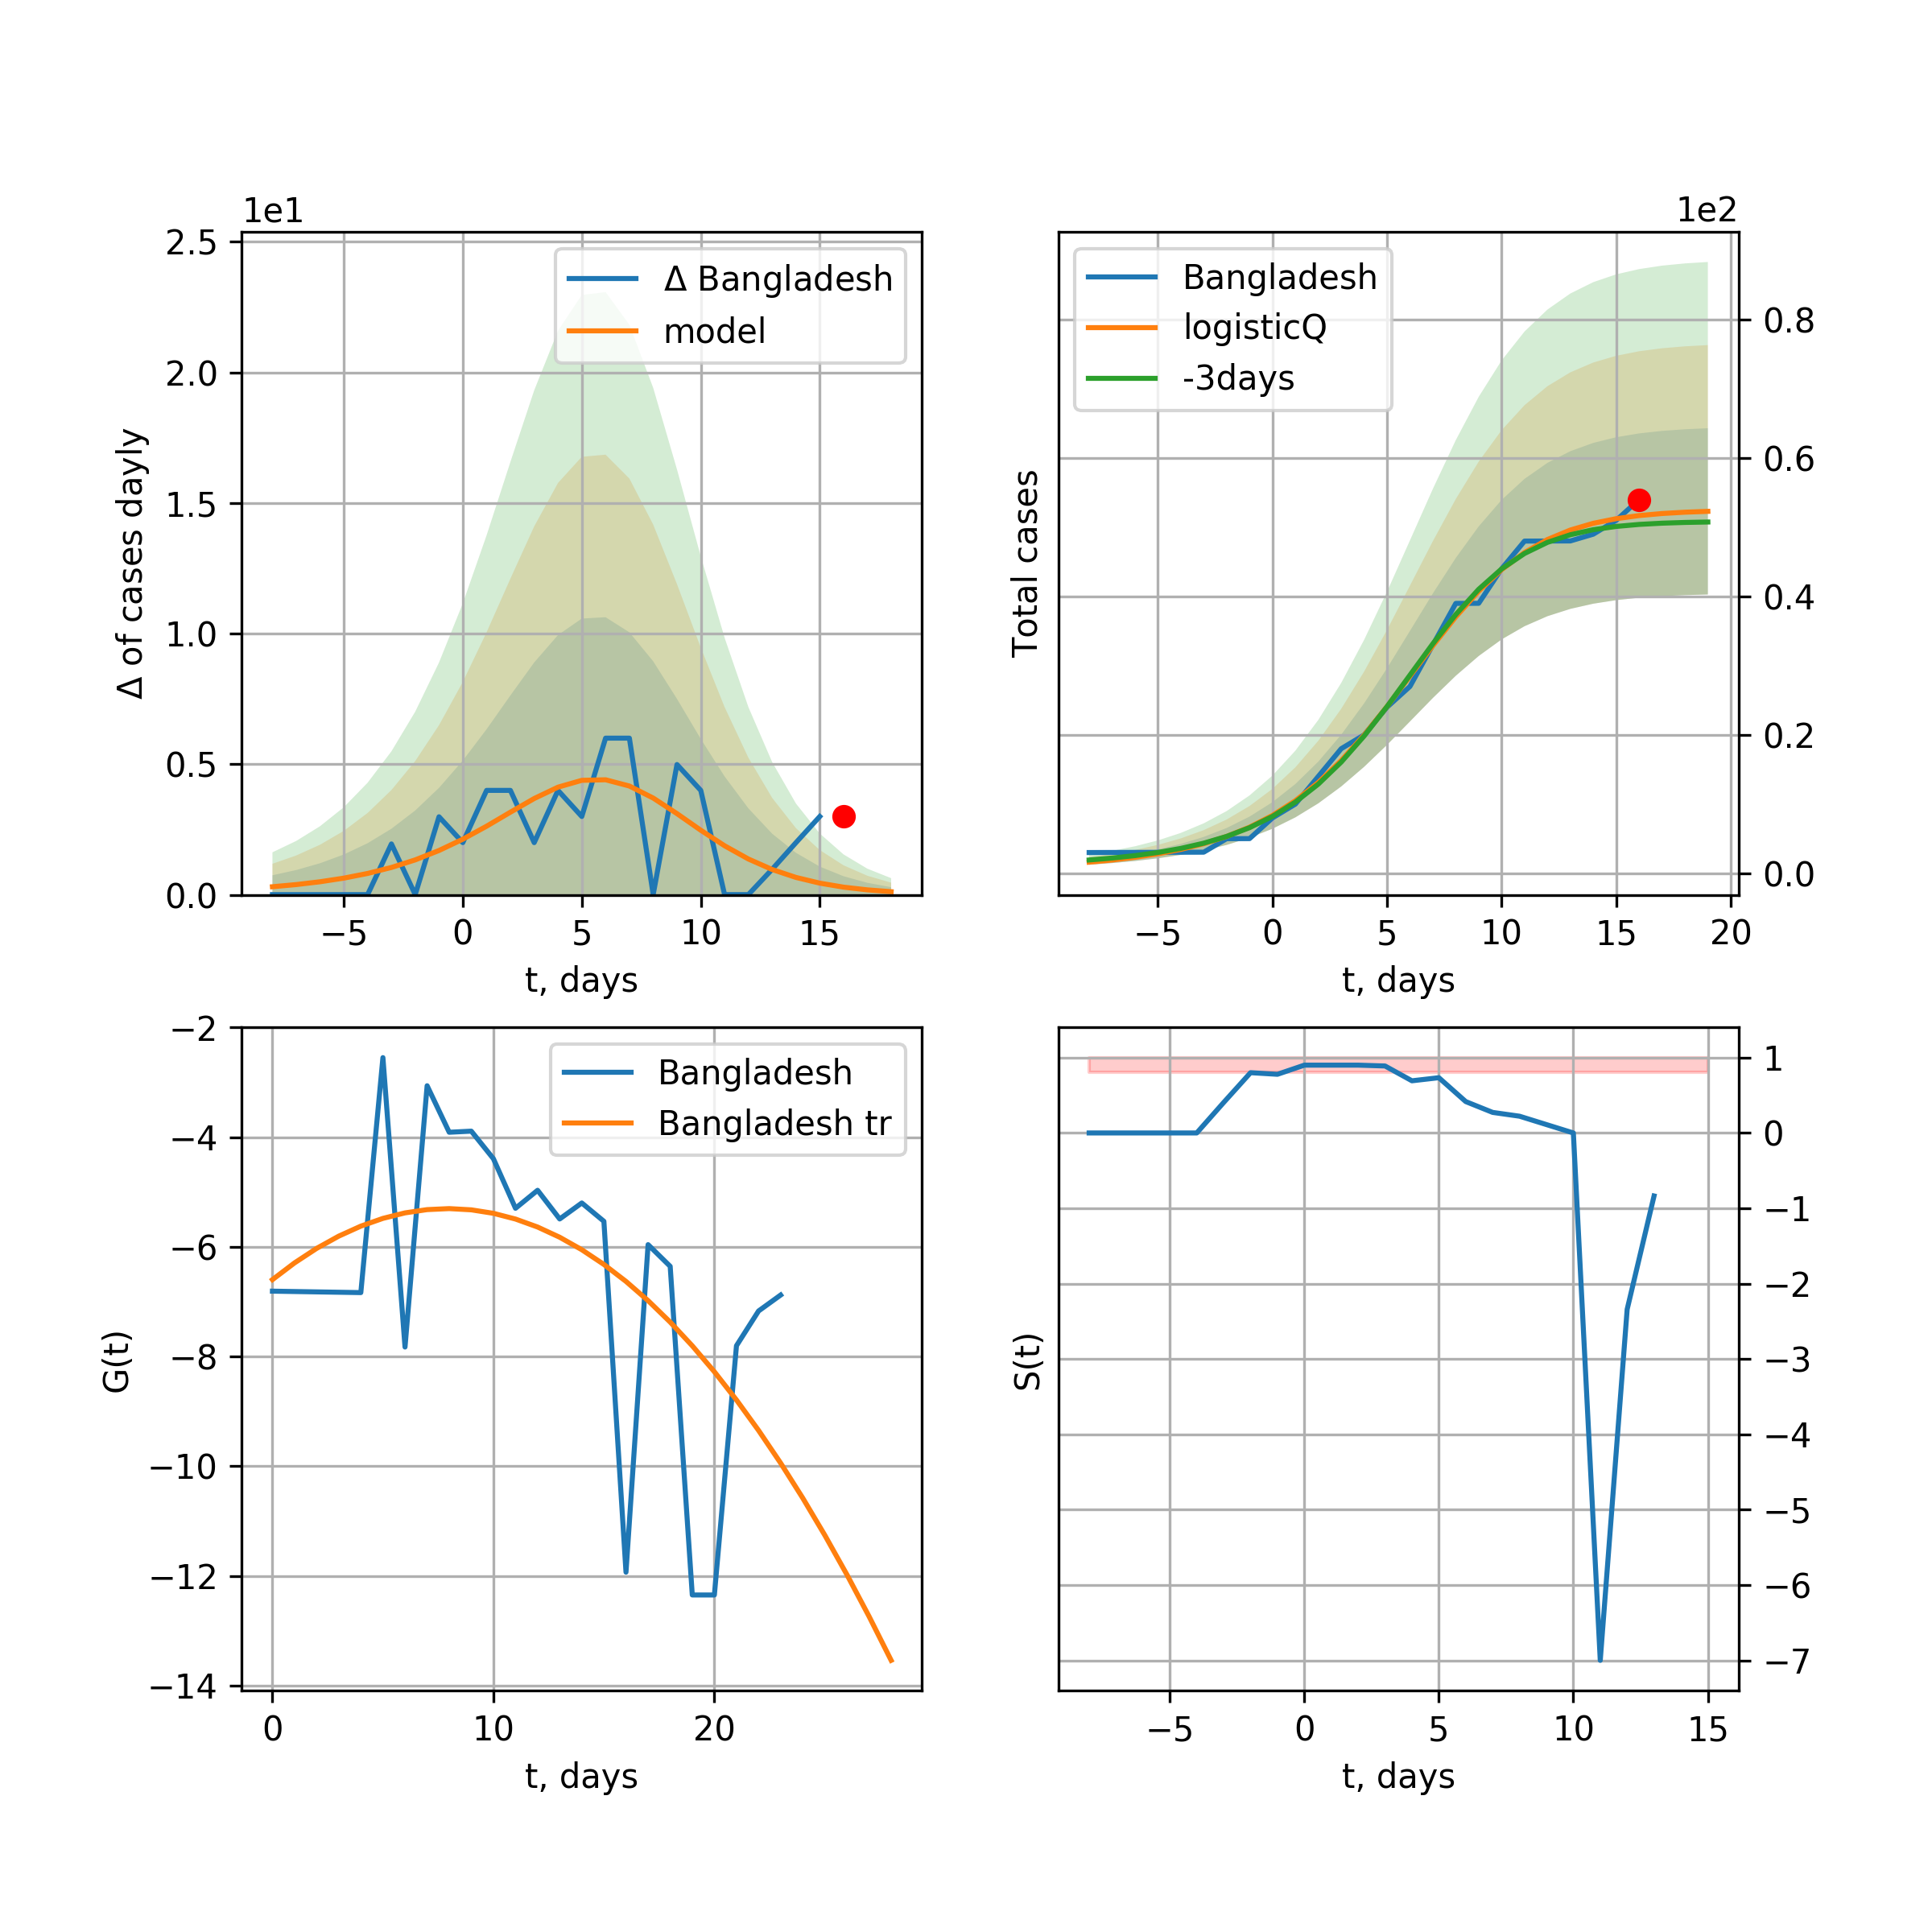 1e1
2.5
2.0
1.5
1.0
0.5
0.0
Δ of cases dayly
Δ Bangladesh
model
−5
0
5
10
15
t, days
1e2
Bangladesh
logisticQ
-3days
Total cases
0.8
0.6
0.4
0.2
0.0
−5
0
5
10
15
20
t, days
−2
−4
−6
−8
−10
−12
−14
G(t)
Bangladesh
Bangladesh tr
0
10
20
t, days
S(t)
1
0
−1
−2
−3
−4
−5
−6
−7
−5
0
5
10
15
t, days